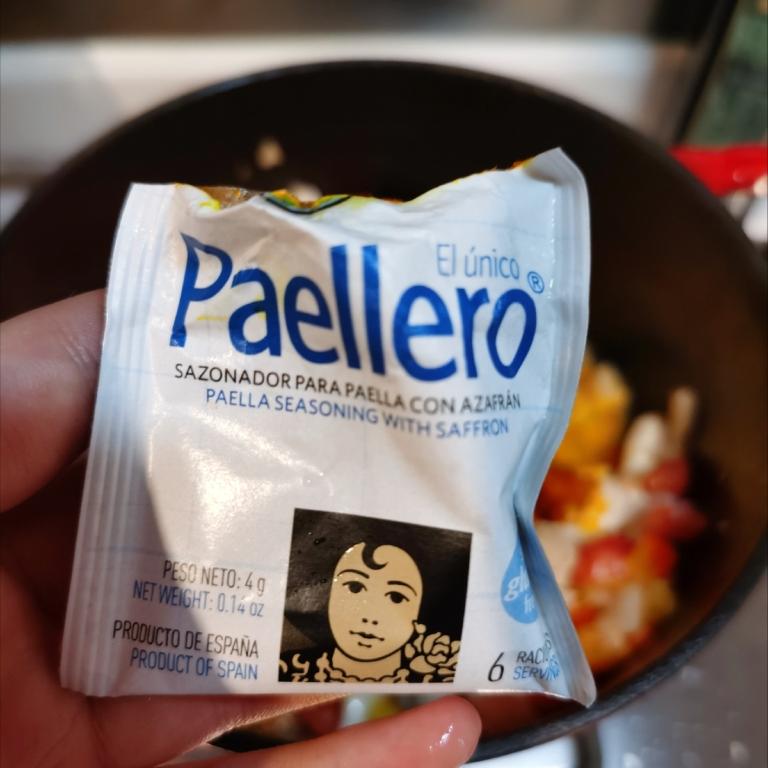 El único
Paellero®
SAZONADOR PARA PAELLA CON AZAFRÁN
PAELLA SEASONING WITH SAFFRON
PESO NETO: 4 g
NET WEIGHT: 0.14 oz
PRODUCTO DE ESPAÑA
PRODUCT OF SPAIN
6